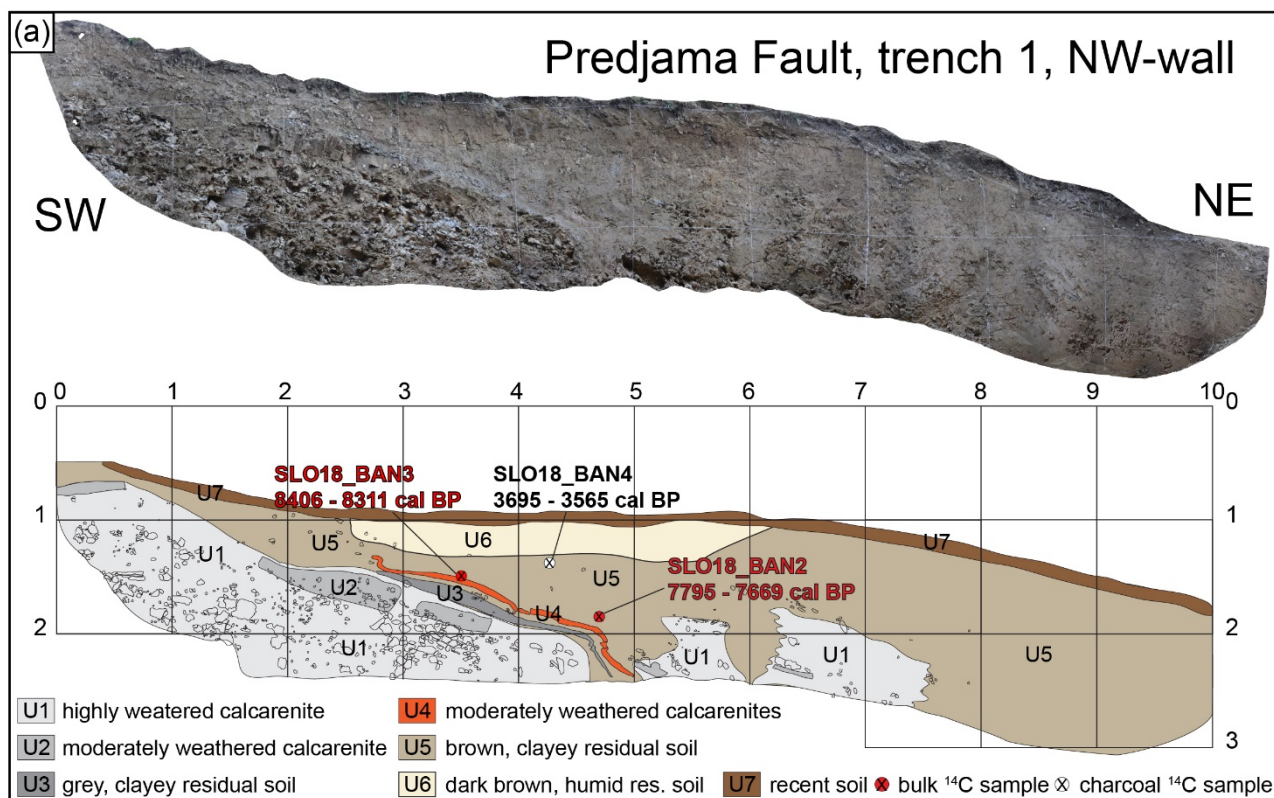 (a)
Predjama Fault, trench 1, NW-wall
SW
NE
0 1 2 3 4 5 6 7 8 9 10
0
0
SLO18_BAN3
8406 - 8311 cal BP
SLO18_BAN4
3695 - 3565 cal BP
U7
1
1
U6
U5
U7
U1
SLO18_BAN2
7795 - 7669 cal BP
U5
U2
U3
U4
2
2
U1
U1
U1
U5
3
U1 highly weatered calcarenite
U2 moderately weathered calcarenite
U3 grey, clayey residual soil
U4 moderately weathered calcarenites
U5 brown, clayey residual soil
U6 dark brown, humid res. soil
U7 recent soil
bulk ¹⁴C sample
charcoal ¹⁴C sample